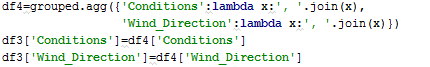 df4=grouped.agg({'Conditions':lambda x:', '.join(x),
'Wind_Direction':lambda x:', '.join(x)})
df3['Conditions']=df4['Conditions']
df3['Wind_Direction']=df4['Wind_Direction']